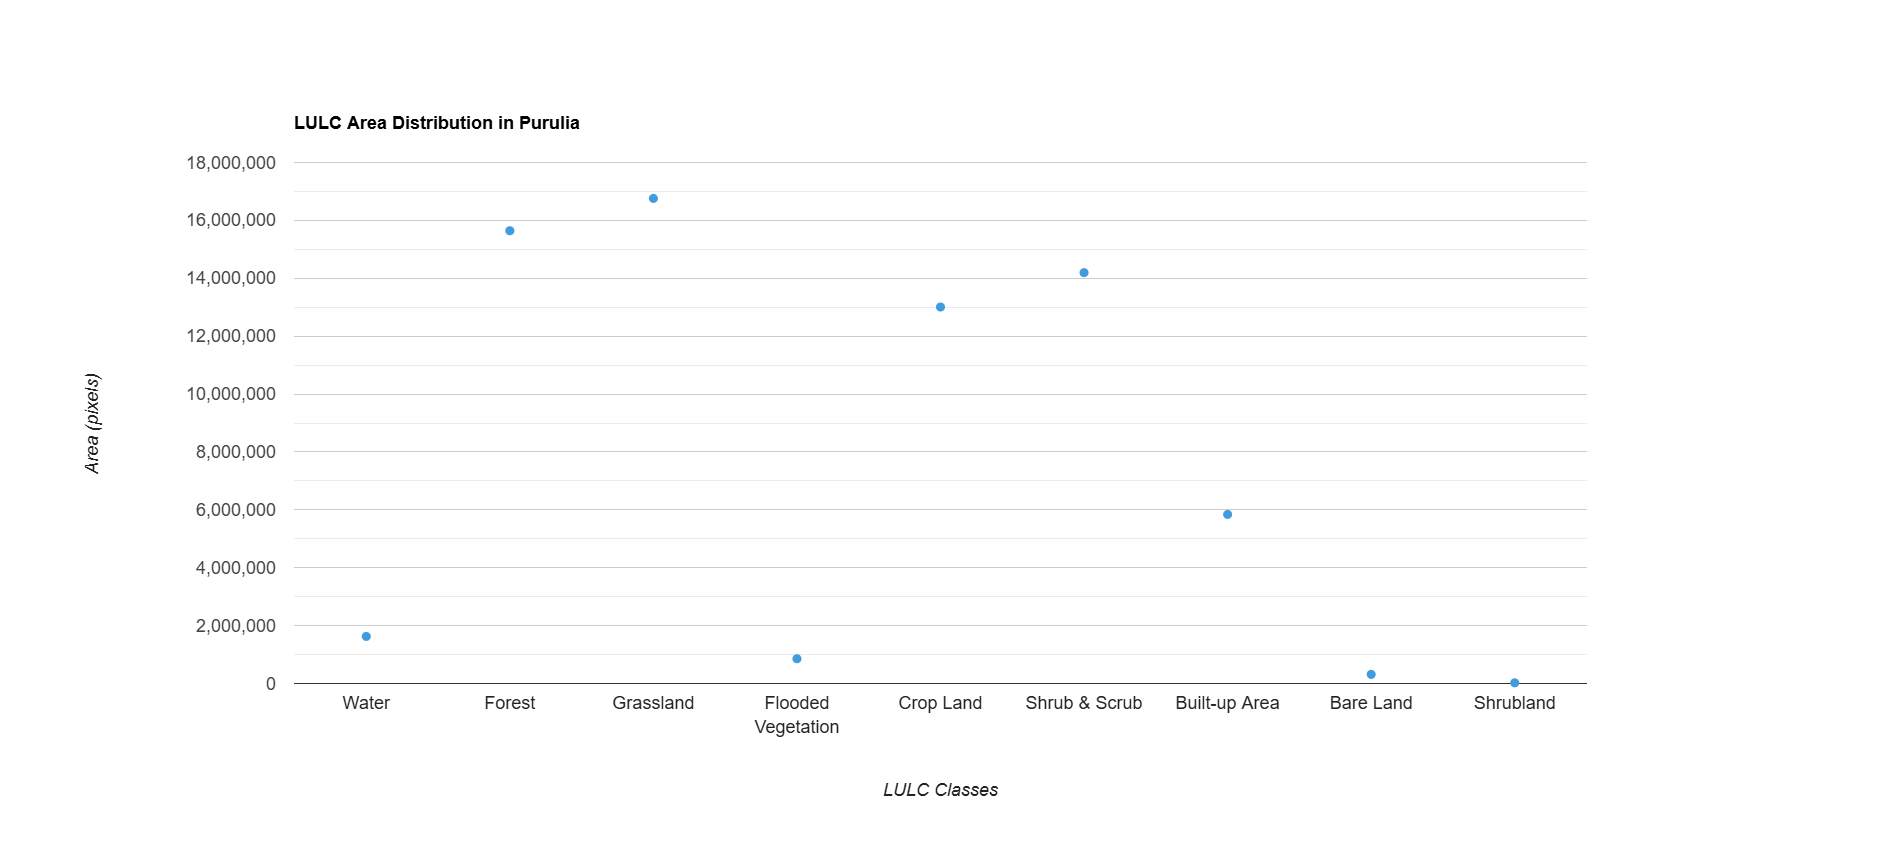 LULC Area Distribution in Purulia
18,000,000
16,000,000
14,000,000
12,000,000
10,000,000
8,000,000
6,000,000
4,000,000
2,000,000
0
Area (pixels)
Water
Forest
Grassland
Flooded
Vegetation
Crop Land
Shrub & Scrub
Built-up Area
Bare Land
Shrubland
LULC Classes